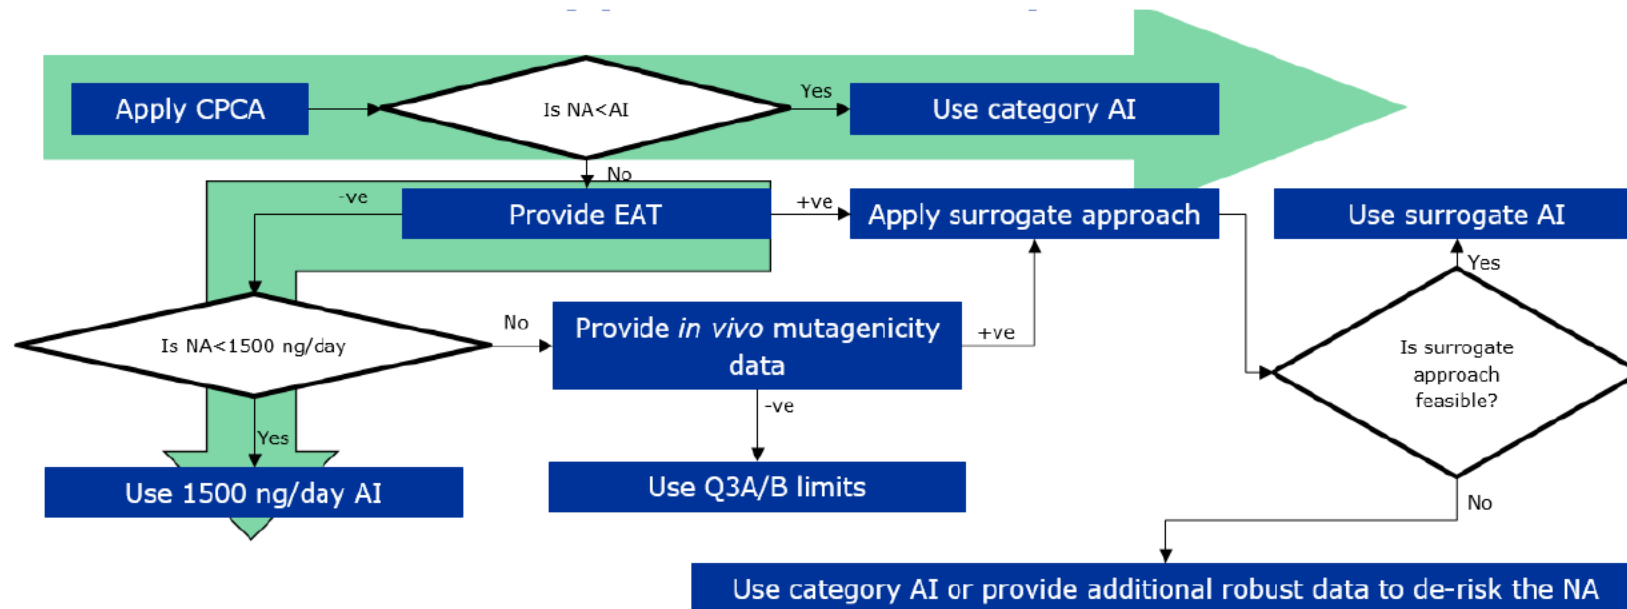 Apply CPCA
Is NA<AI
Yes
Use category AI
No
-ve
Provide EAT
+ve
Apply surrogate approach
Use surrogate AI
Yes
Is NA<1500 ng/day
No
Provide in vivo mutagenicity
data
+ve
Is surrogate
approach
feasible?
-ve
Yes
Use 1500 ng/day AI
Use Q3A/B limits
No
Use category AI or provide additional robust data to de-risk the NA